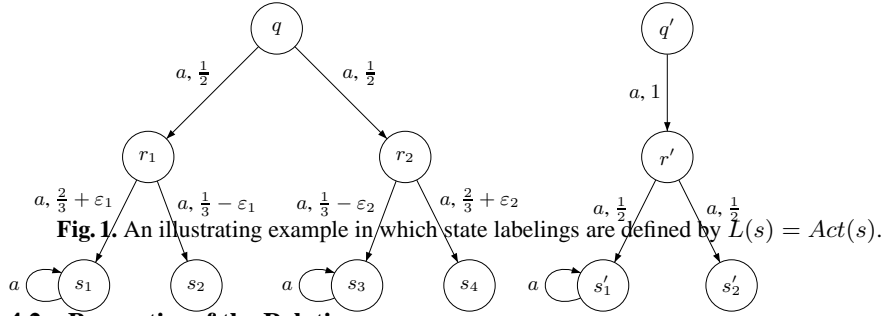 q q′
a, 1/2 a, 1/2 a, 1
r₁ r₂ r′
a, 2/3 + ε₁ a, 1/3 − ε₁ a, 1/3 − ε₂ a, 2/3 + ε₂ a, 1/2 a, 1/2
Fig. 1. An illustrating example in which state labelings are defined by L(s) = Act(s).
a s₁ s₂ a s₃ s₄ a s′₁ s′₂